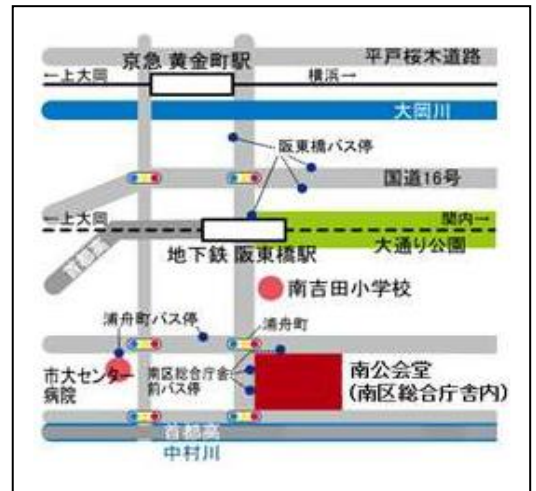 平戸桜木道路
京急 黄金町駅
←上大岡
横浜→
大岡川
阪東橋バス停
国道16号
←上大岡
関内→
大通り公園
首都高
地下鉄 阪東橋駅
南吉田小学校
浦舟町バス停
浦舟町
市大センター
病院
南区総合庁舎
前バス停
南公会堂
(南区総合庁舎内)
首都高
中村川